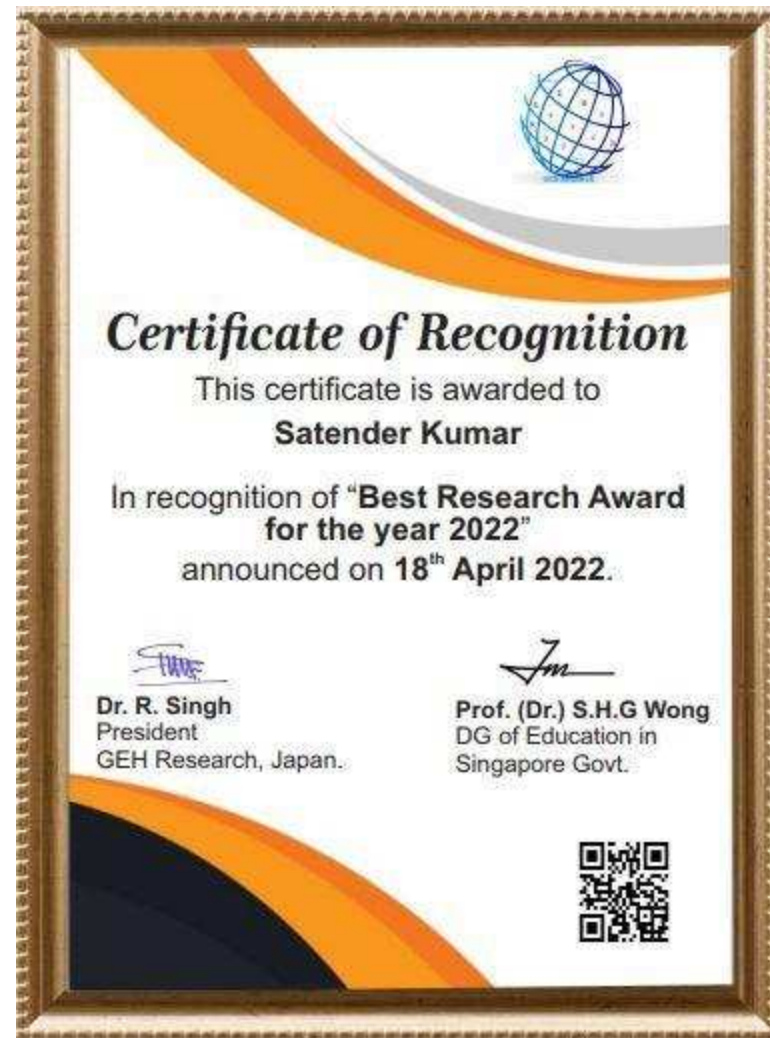 Certificate of Recognition
This certificate is awarded to
Satender Kumar
In recognition of “Best Research Award
for the year 2022”
announced on 18th April 2022.
Dr. R. Singh
President
GEH Research, Japan.
Prof. (Dr.) S.H.G Wong
DG of Education in
Singapore Govt.